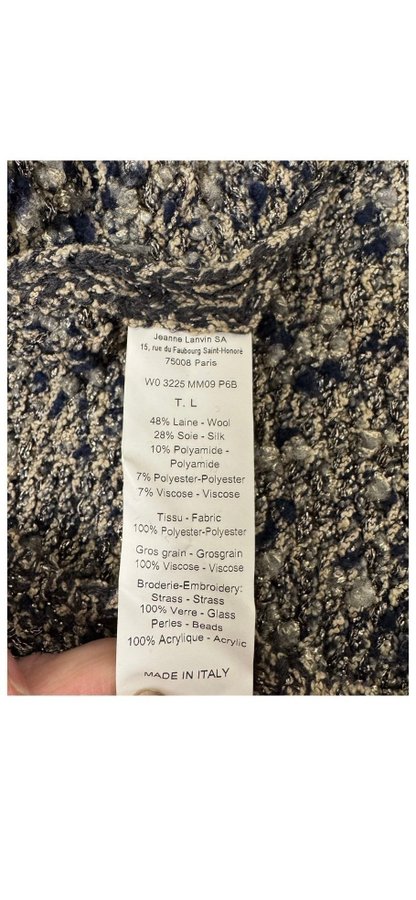 Jeanne Lanvin SA
15, rue du Faubourg Saint-Honoré
75008 Paris
W0 3225 MM09 P6B
T. L
48% Laine - Wool
28% Soie - Silk
10% Polyamide -
Polyamide
7% Polyester-Polyester
7% Viscose - Viscose
Tissu - Fabric
100% Polyester-Polyester
Gros grain - Grosgrain
100% Viscose - Viscose
Broderie-Embroidery:
Strass - Strass
100% Verre - Glass
Perles - Beads
100% Acrylique - Acrylic
MADE IN ITALY